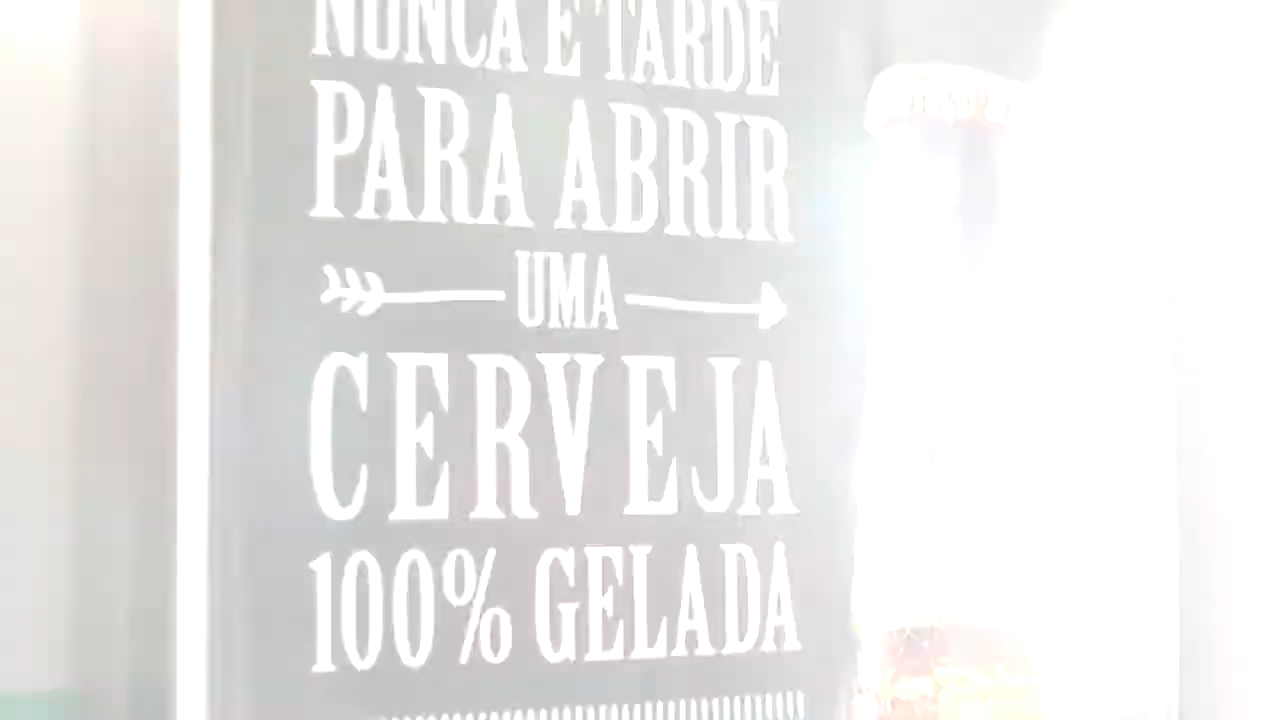 NUNCA É TARDE
PARA ABRIR
UMA
CERVEJA
100% GELADA